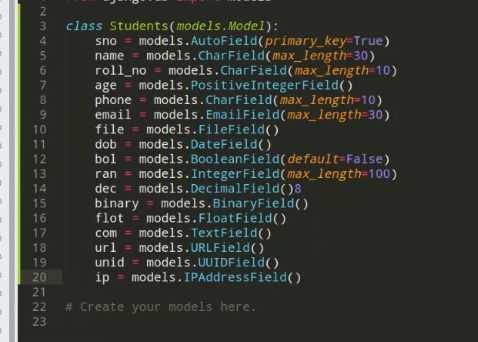 2
3 class Students(models.Model):
4 sno = models.AutoField(primary_key=True)
5 name = models.CharField(max_length=30)
6 roll_no = models.CharField(max_length=10)
7 age = models.PositiveIntegerField()
8 phone = models.CharField(max_length=10)
9 email = models.EmailField(max_length=30)
10 file = models.FileField()
11 dob = models.DateField()
12 bol = models.BooleanField(default=False)
13 ran = models.IntegerField(max_length=100)
14 dec = models.DecimalField()8
15 binary = models.BinaryField()
16 flot = models.FloatField()
17 com = models.TextField()
18 url = models.URLField()
19 unid = models.UUIDField()
20 ip = models.IPAddressField()
21
22 # Create your models here.
23